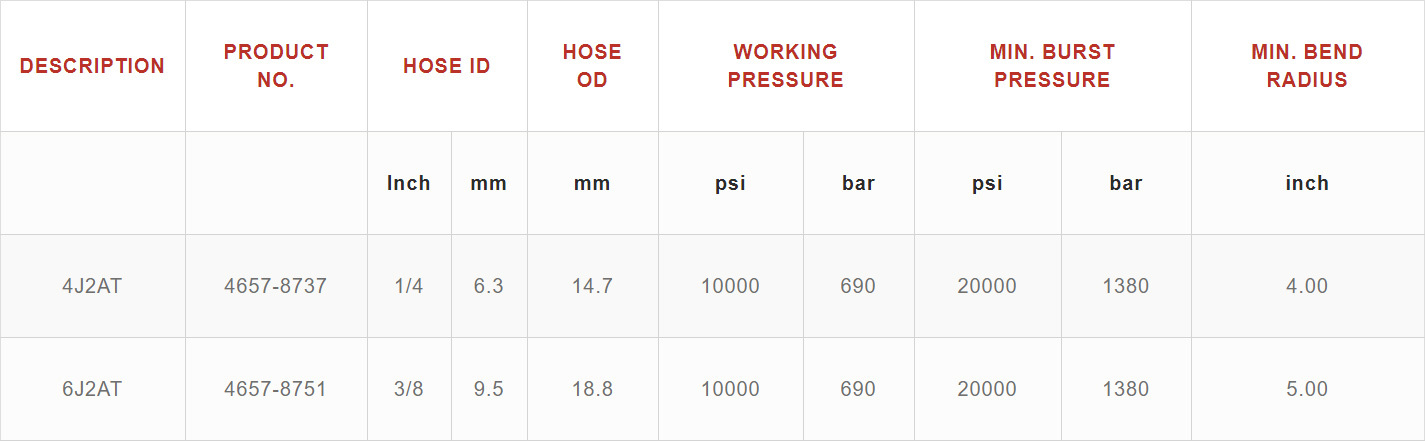 DESCRIPTION PRODUCT NO. HOSE ID HOSE OD WORKING PRESSURE MIN. BURST PRESSURE MIN. BEND RADIUS
Inch mm mm psi bar psi bar inch
4J2AT 4657-8737 1/4 6.3 14.7 10000 690 20000 1380 4.00
6J2AT 4657-8751 3/8 9.5 18.8 10000 690 20000 1380 5.00